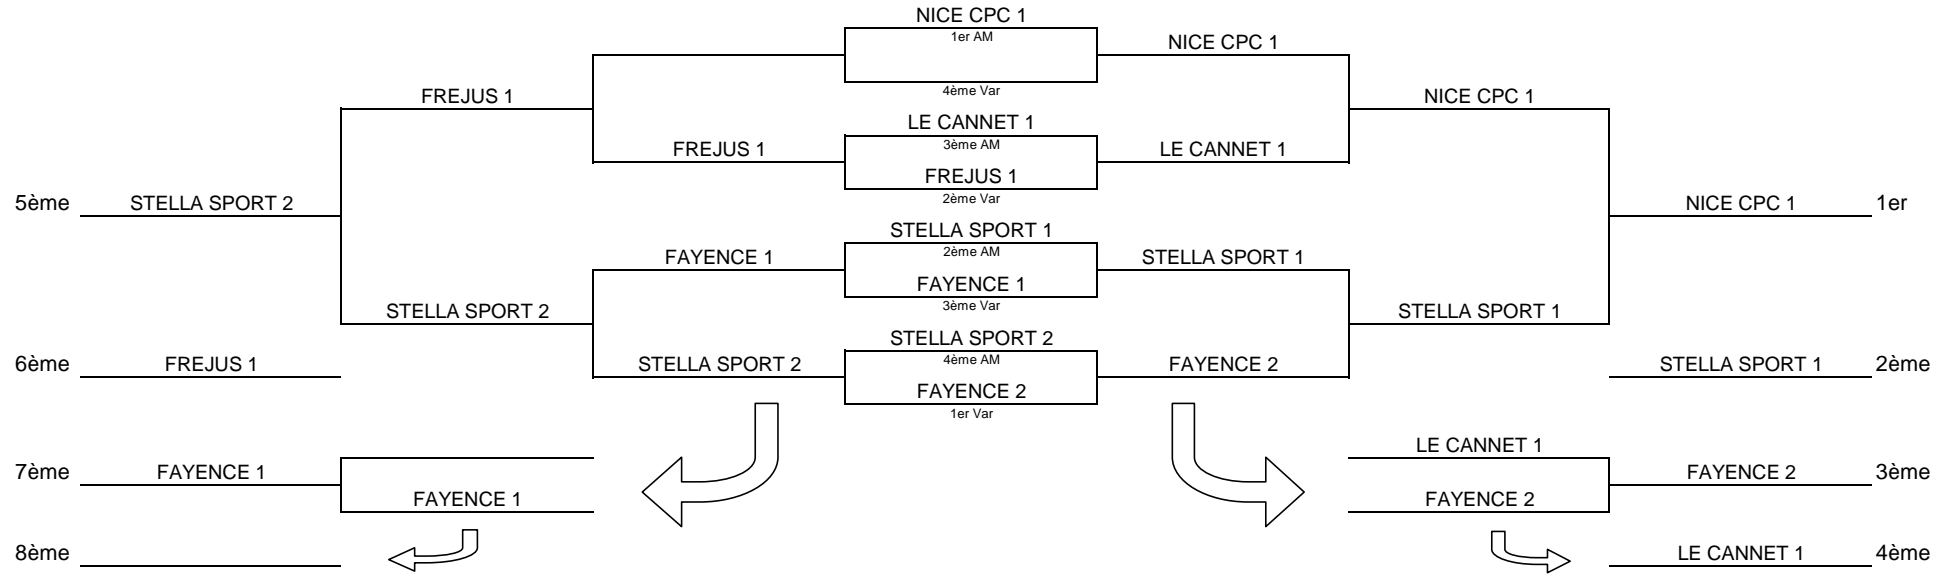 NICE CPC 1
1er AM
NICE CPC 1
4ème Var
FREJUS 1
NICE CPC 1
LE CANNET 1
3ème AM
FREJUS 1
LE CANNET 1
FREJUS 1
2ème Var
5ème STELLA SPORT 2
NICE CPC 1 1er
STELLA SPORT 1
2ème AM
FAYENCE 1
STELLA SPORT 1
FAYENCE 1
3ème Var
STELLA SPORT 2
STELLA SPORT 1
STELLA SPORT 2
4ème AM
6ème FREJUS 1
STELLA SPORT 2
FAYENCE 2
STELLA SPORT 1 2ème
FAYENCE 2
1er Var
LE CANNET 1
7ème FAYENCE 1
FAYENCE 2 3ème
FAYENCE 1
FAYENCE 2
8ème
LE CANNET 1 4ème